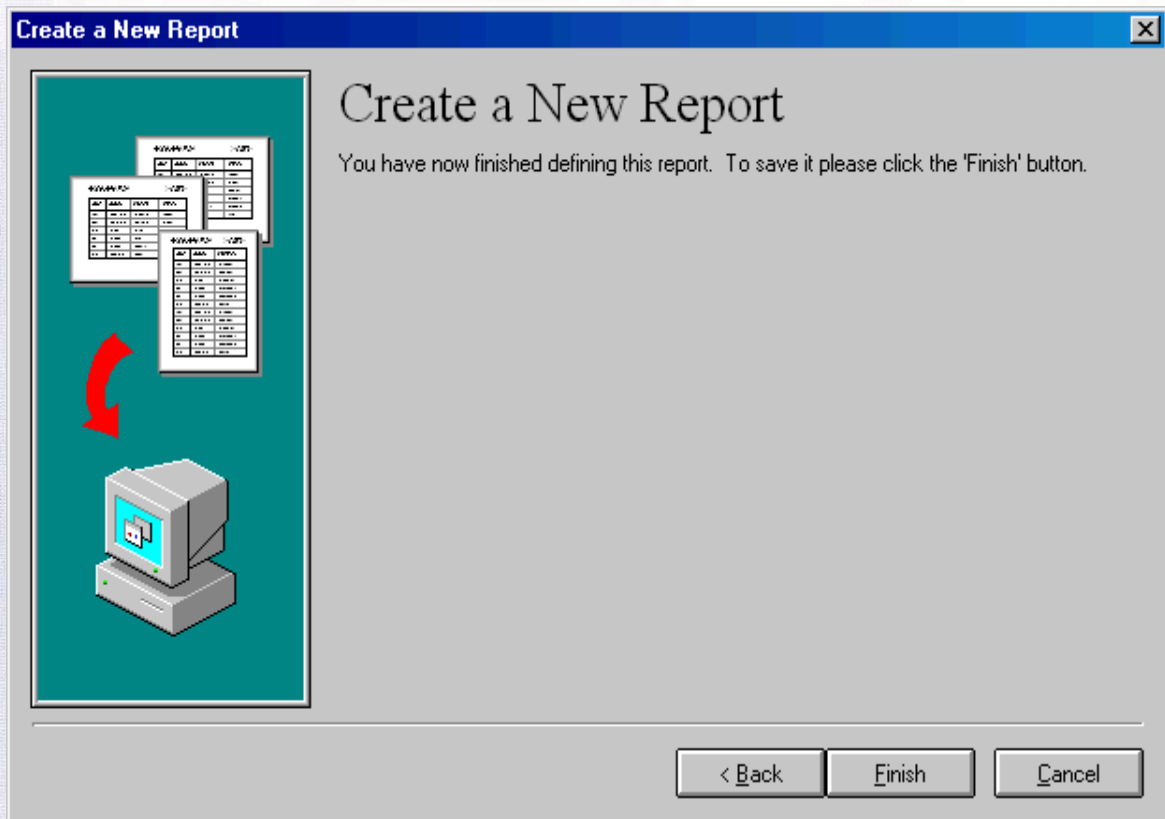 Create a New Report
Create a New Report
You have now finished defining this report.  To save it please click the 'Finish' button.
< Back
Finish
Cancel